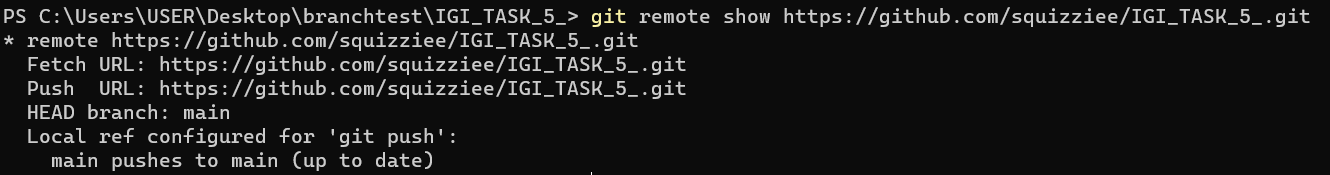 PS C:\Users\USER\Desktop\branchtest\IGI_TASK_5_> git remote show https://github.com/squizziee/IGI_TASK_5_.git
* remote https://github.com/squizziee/IGI_TASK_5_.git
  Fetch URL: https://github.com/squizziee/IGI_TASK_5_.git
  Push  URL: https://github.com/squizziee/IGI_TASK_5_.git
  HEAD branch: main
  Local ref configured for 'git push':
    main pushes to main (up to date)